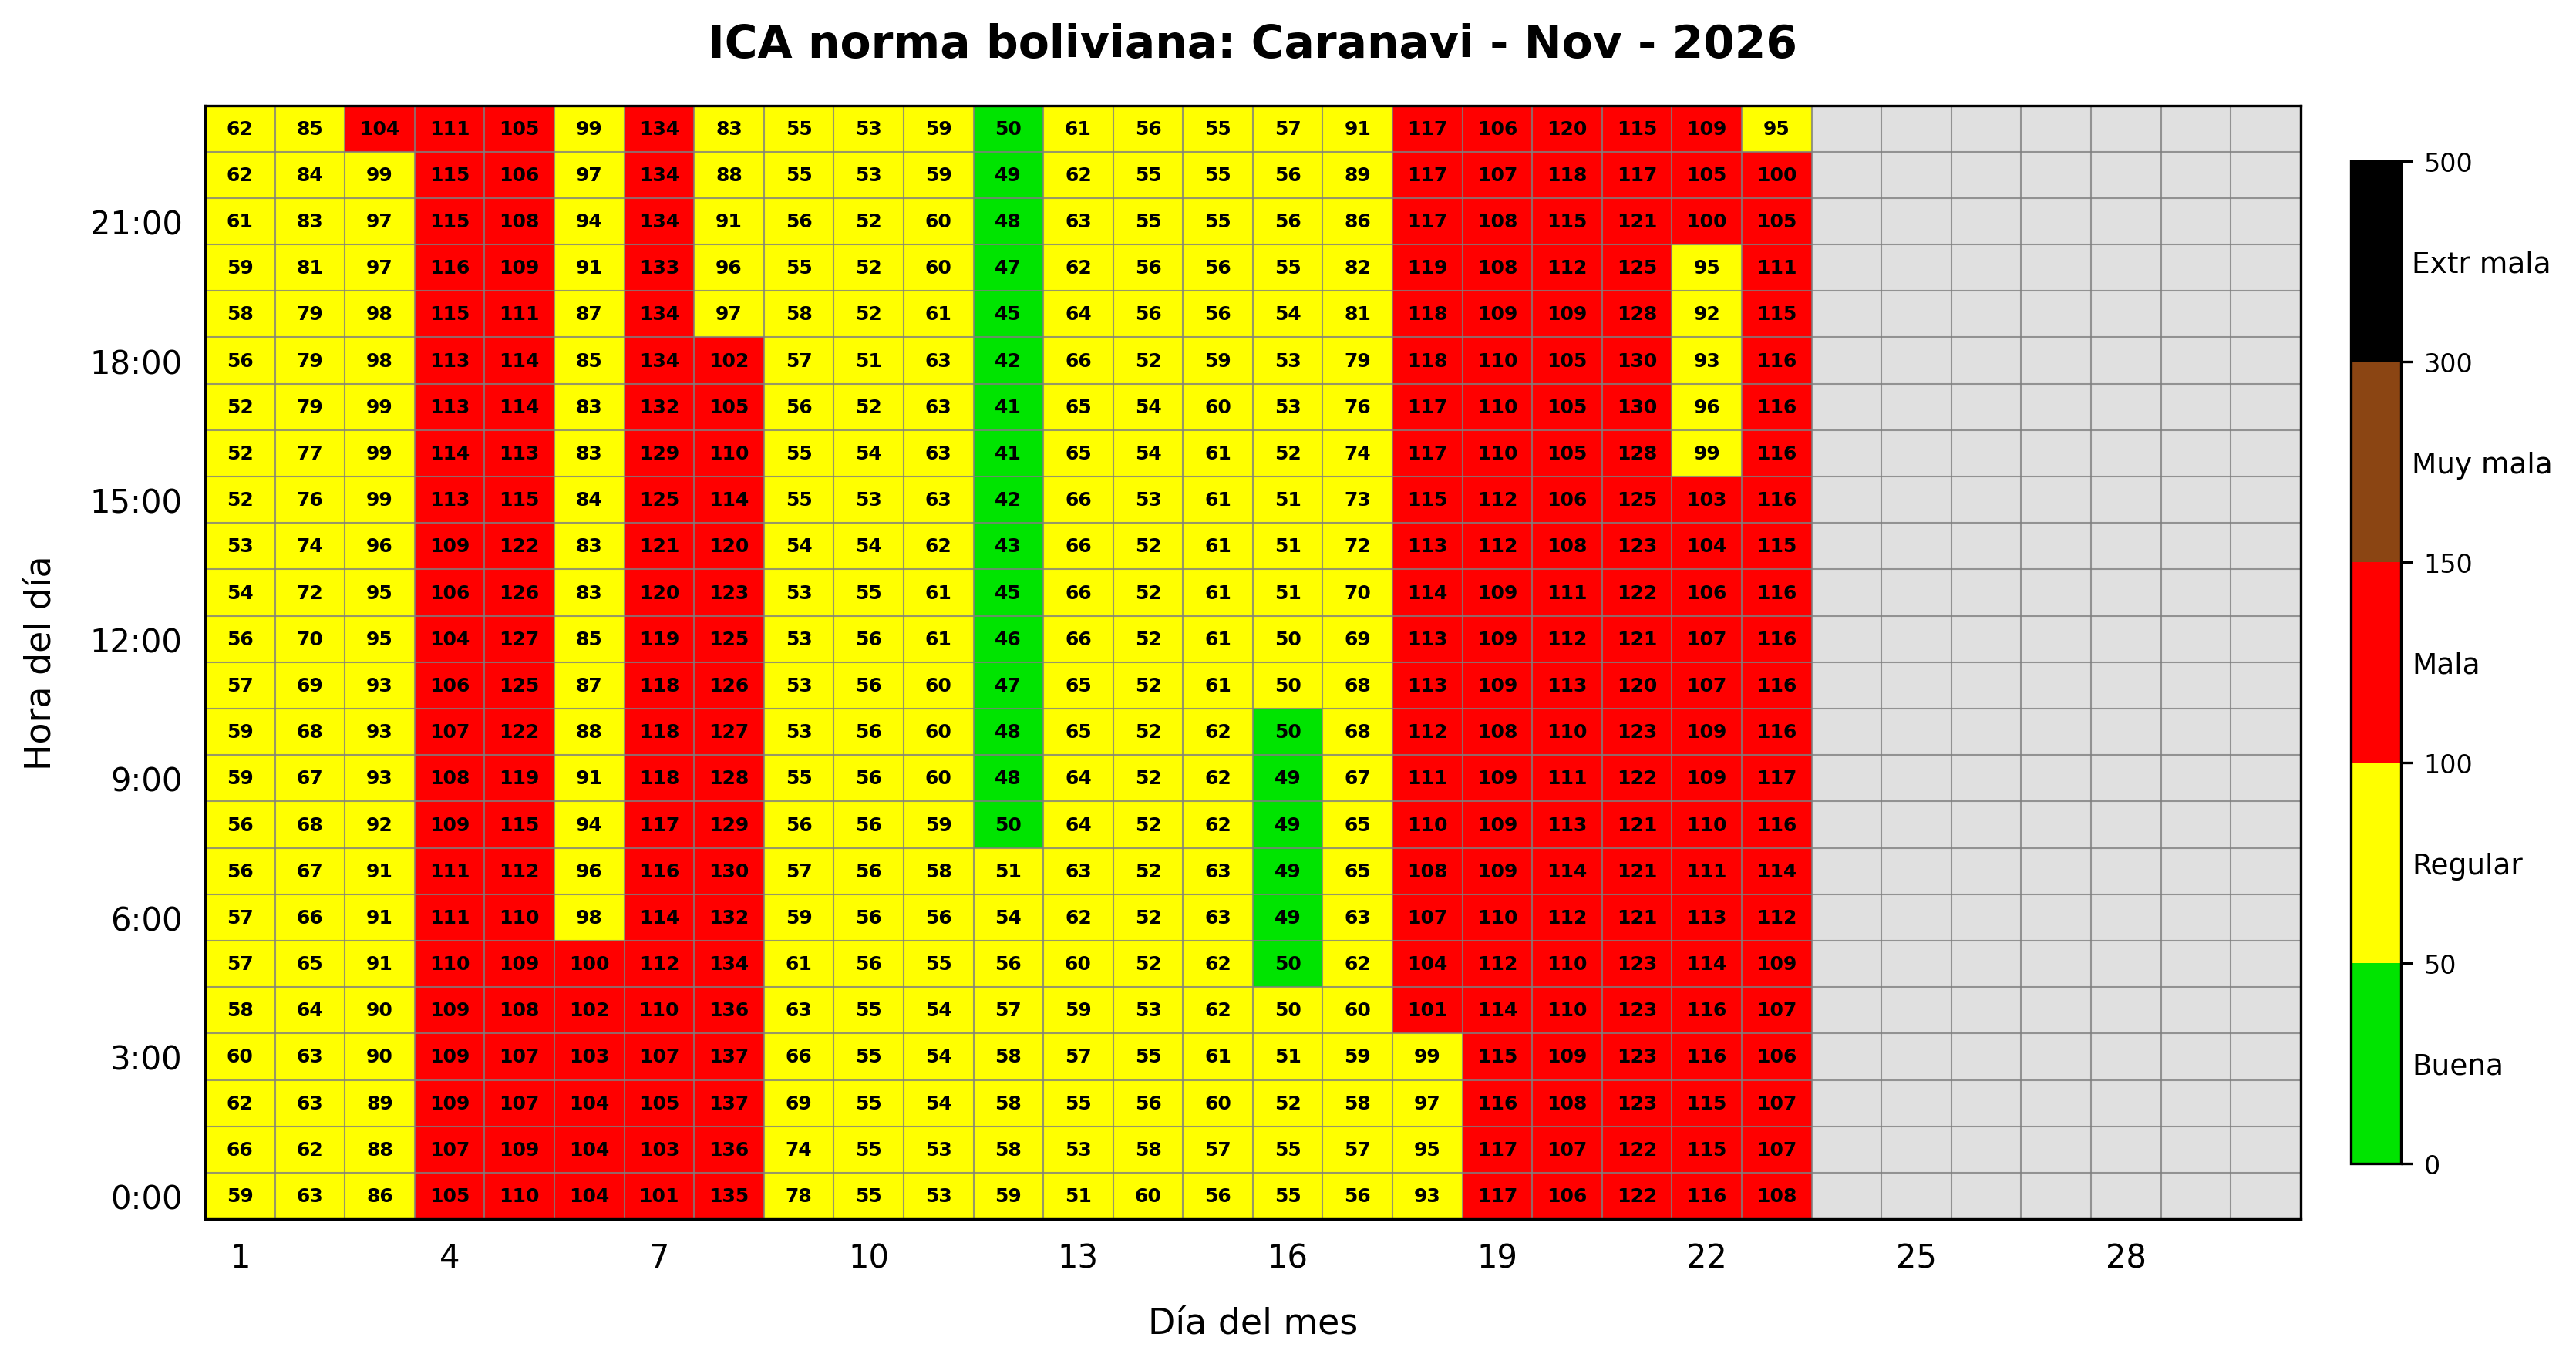 ICA norma boliviana: Caranavi - Nov - 2026
62 85 104 111 105 99 134 83 55 53 59 50 61 56 55 57 91 117 106 120 115 109 95
62 84 99 115 106 97 134 88 55 53 59 49 62 55 55 56 89 117 107 118 117 105 100
21:00 61 83 97 115 108 94 134 91 56 52 60 48 63 55 55 56 86 117 108 115 121 100 105
59 81 97 116 109 91 133 96 55 52 60 47 62 56 56 55 82 119 108 112 125 95 111
58 79 98 115 111 87 134 97 58 52 61 45 64 56 56 54 81 118 109 109 128 92 115
18:00 56 79 98 113 114 85 134 102 57 51 63 42 66 52 59 53 79 118 110 105 130 93 116
52 79 99 113 114 83 132 105 56 52 63 41 65 54 60 53 76 117 110 105 130 96 116
52 77 99 114 113 83 129 110 55 54 63 41 65 54 61 52 74 117 110 105 128 99 116
15:00 52 76 99 113 115 84 125 114 55 53 63 42 66 53 61 51 73 115 112 106 125 103 116
53 74 96 109 122 83 121 120 54 54 62 43 66 52 61 51 72 113 112 108 123 104 115
54 72 95 106 126 83 120 123 53 55 61 45 66 52 61 51 70 114 109 111 122 106 116
12:00 56 70 95 104 127 85 119 125 53 56 61 46 66 52 61 50 69 113 109 112 121 107 116
57 69 93 106 125 87 118 126 53 56 60 47 65 52 61 50 68 113 109 113 120 107 116
59 68 93 107 122 88 118 127 53 56 60 48 65 52 62 50 68 112 108 110 123 109 116
9:00 59 67 93 108 119 91 118 128 55 56 60 48 64 52 62 49 67 111 109 111 122 109 117
56 68 92 109 115 94 117 129 56 56 59 50 64 52 62 49 65 110 109 113 121 110 116
56 67 91 111 112 96 116 130 57 56 58 51 63 52 63 49 65 108 109 114 121 111 114
6:00 57 66 91 111 110 98 114 132 59 56 56 54 62 52 63 49 63 107 110 112 121 113 112
57 65 91 110 109 100 112 134 61 56 55 56 60 52 62 50 62 104 112 110 123 114 109
58 64 90 109 108 102 110 136 63 55 54 57 59 53 62 50 60 101 114 110 123 116 107
3:00 60 63 90 109 107 103 107 137 66 55 54 58 57 55 61 51 59 99 115 109 123 116 106
62 63 89 109 107 104 105 137 69 55 54 58 55 56 60 52 58 97 116 108 123 115 107
66 62 88 107 109 104 103 136 74 55 53 58 53 58 57 55 57 95 117 107 122 115 107
0:00 59 63 86 105 110 104 101 135 78 55 53 59 51 60 56 55 56 93 117 106 122 116 108
1 4 7 10 13 16 19 22 25 28
Día del mes
Hora del día
500
Extr mala
300
Muy mala
150
Mala
100
Regular
50
Buena
0